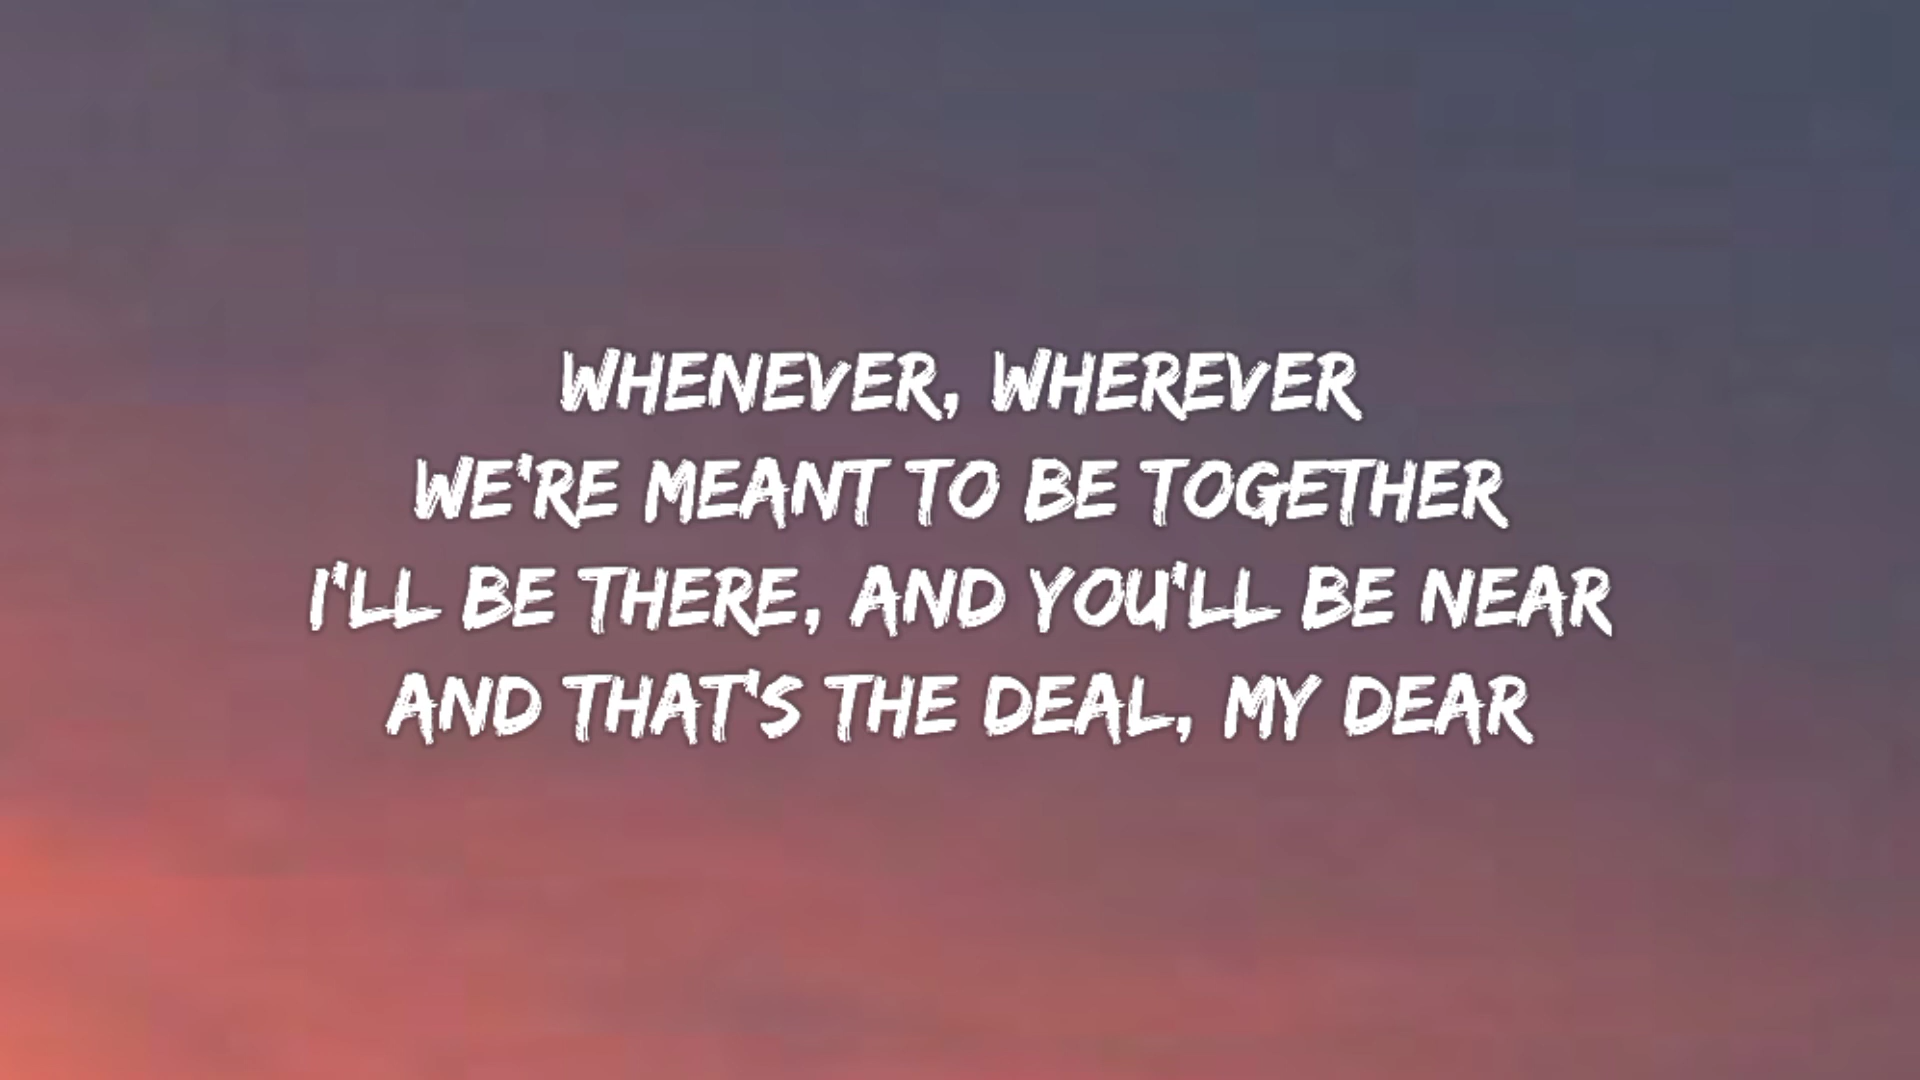 WHENEVER, WHEREVER
WE'RE MEANT TO BE TOGETHER
I'LL BE THERE, AND YOU'LL BE NEAR
AND THAT'S THE DEAL, MY DEAR